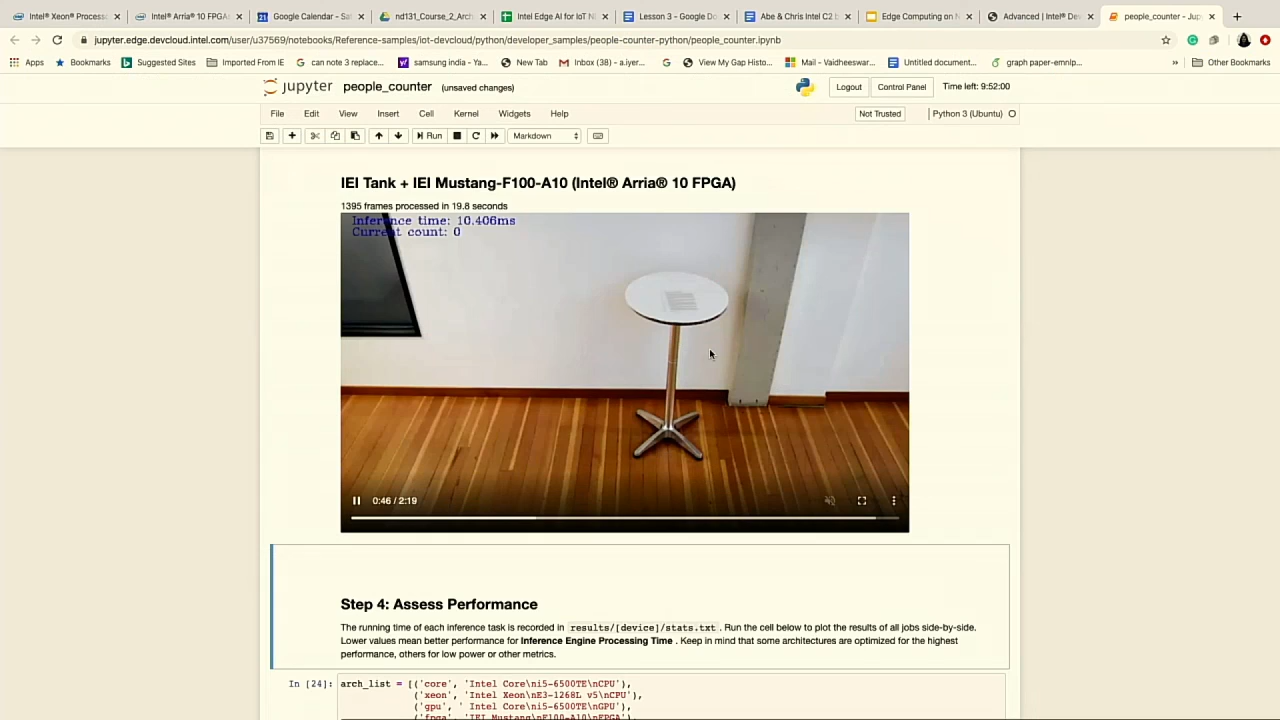 Intel® Xeon® Process
Intel® Arria® 10 FPGA
Google Calendar - Sat
nd131_Course_2_Arch
Intel Edge AI for IoT N
Lesson 3 - Google Do
Abe & Chris Intel C2 b
Edge Computing on N
Advanced | Intel® De
people_counter - Jup
jupyter.edge.devcloud.intel.com/user/u37569/notebooks/Reference-samples/iot-devcloud/python/developer_samples/people-counter-python/people_counter.ipynb
Apps
Bookmarks
Suggested Sites
Imported From IE
can note 3 replace...
samsung india - Ya...
New Tab
Inbox (38) - a.iyer...
View My Gap Histo...
Mail - Vaidheeswar...
Untitled document...
graph paper-emnlp...
»
Other Bookmarks
jupyter people_counter (unsaved changes)
Logout
Control Panel
Time left: 9:52:00
File Edit View Insert Cell Kernel Widgets Help
Not Trusted
Python 3 (Ubuntu)
Run
Markdown
IEI Tank + IEI Mustang-F100-A10 (Intel® Arria® 10 FPGA)
1395 frames processed in 19.8 seconds
Inference time: 10.406ms
Current count: 0
0:46 / 2:19
Step 4: Assess Performance
The running time of each inference task is recorded in results/[device]/stats.txt . Run the cell below to plot the results of all jobs side-by-side.
Lower values mean better performance for Inference Engine Processing Time . Keep in mind that some architectures are optimized for the highest
performance, others for low power or other metrics.
In [24]: arch_list = [('core', 'Intel Core\ni5-6500TE\nCPU'),
('xeon', 'Intel Xeon\nE3-1268L v5\nCPU'),
('gpu', ' Intel Core\ni5-6500TE\nGPU'),
('fpga', 'IEI Mustang\nF100-A10\nFPGA'),